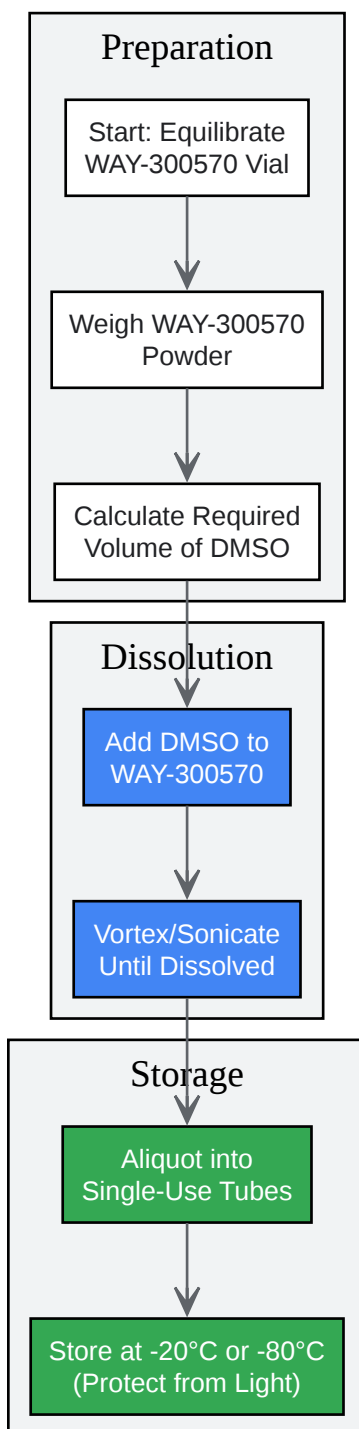 Preparation
Start: Equilibrate
WAY-300570 Vial
Weigh WAY-300570
Powder
Calculate Required
Volume of DMSO
Dissolution
Add DMSO to
WAY-300570
Vortex/Sonicate
Until Dissolved
Storage
Aliquot into
Single-Use Tubes
Store at -20°C or -80°C
(Protect from Light)